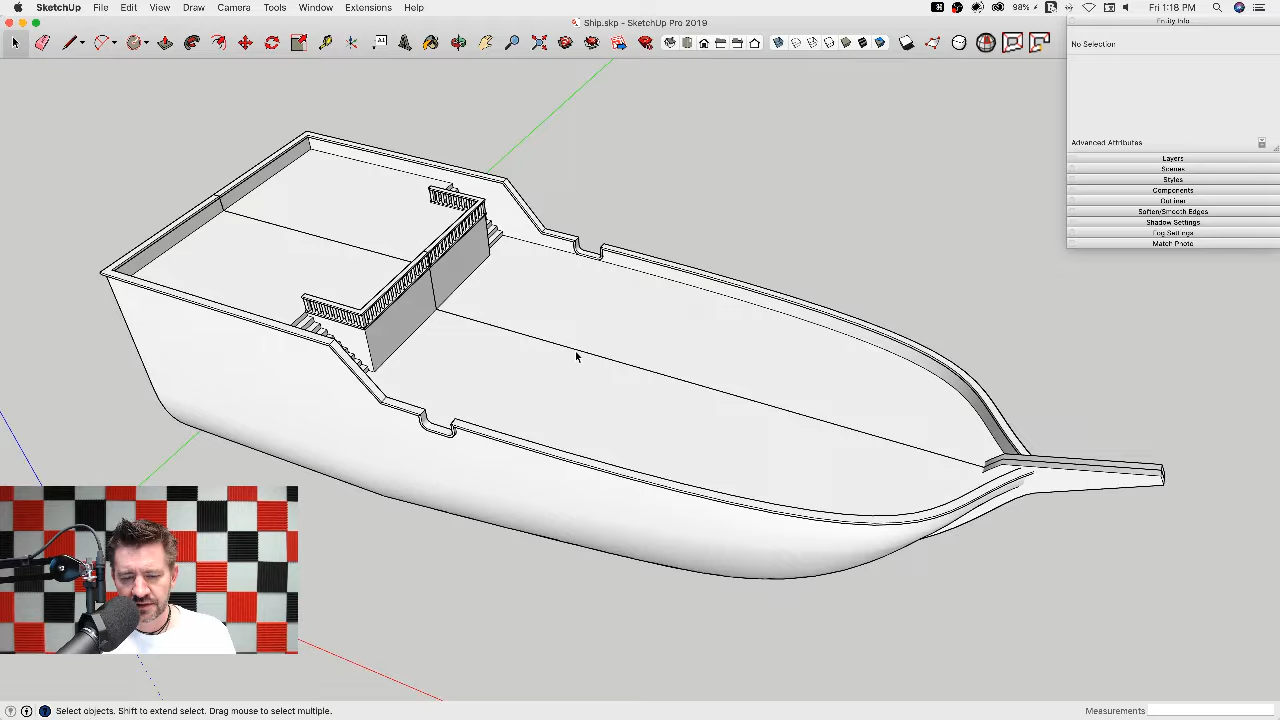 SketchUp File Edit View Draw Camera Tools Window Extensions Help
98%
Fri 1:18 PM
Ship.skp - SketchUp Pro 2019
Entity Info
No Selection
Advanced Attributes
Layers
Scenes
Styles
Components
Outliner
Soften/Smooth Edges
Shadow Settings
Fog Settings
Match Photo
Select objects. Shift to extend select. Drag mouse to select multiple.
Measurements